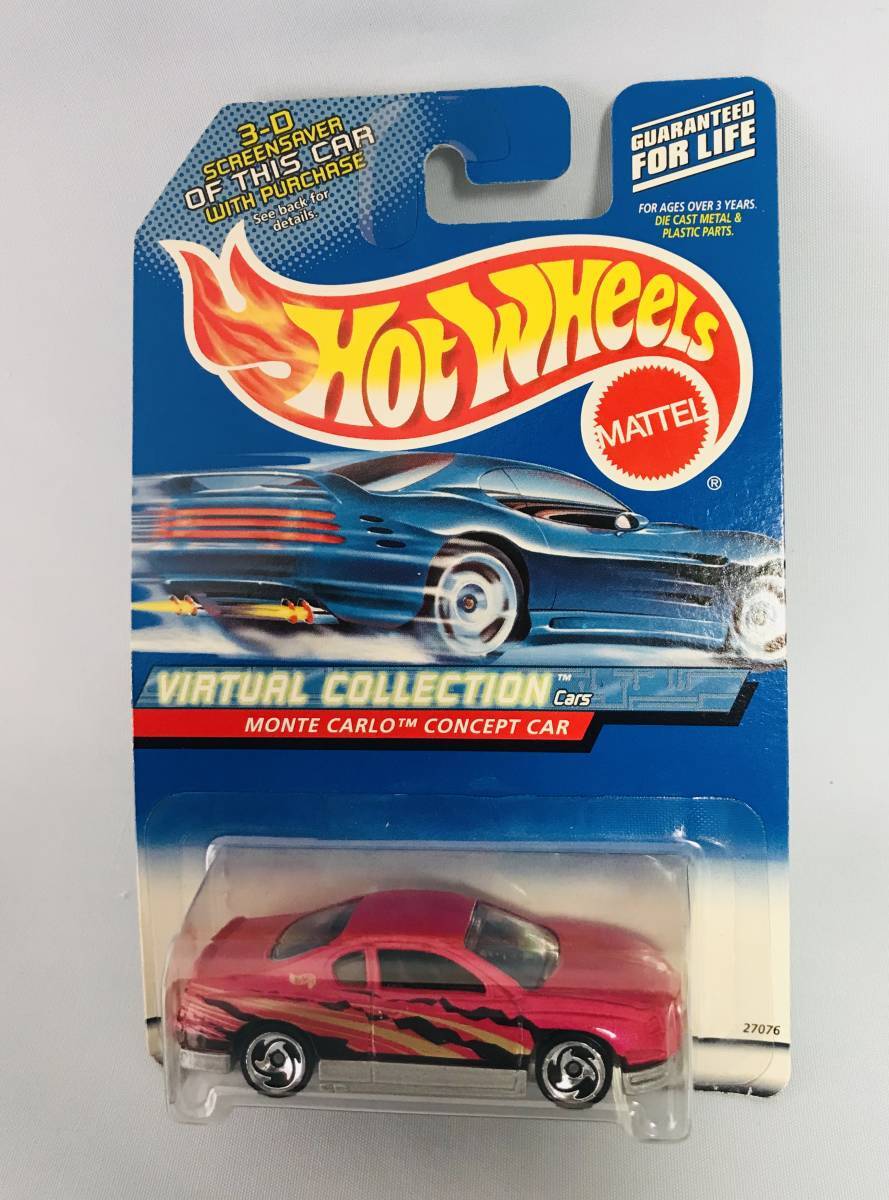 3-D
SCREENSAVER
OF THIS CAR
WITH PURCHASE
See back for
details.
GUARANTEED
FOR LIFE
FOR AGES OVER 3 YEARS.
DIE CAST METAL &
PLASTIC PARTS.
HOT WHEELS
MATTEL
®
VIRTUAL COLLECTION™
Cars
MONTE CARLO™ CONCEPT CAR
27076